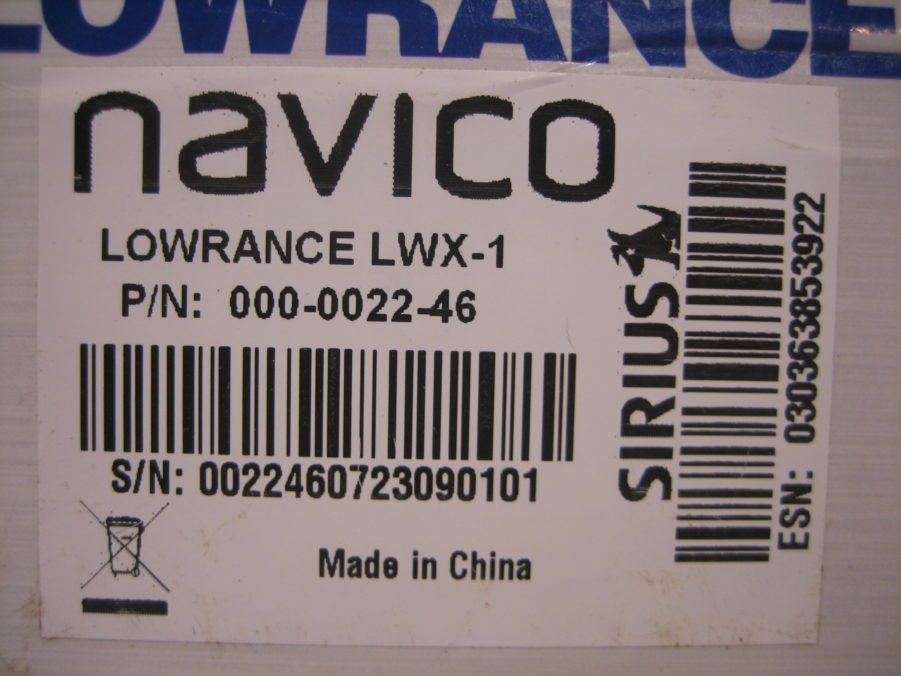 LOWRANCE
navico
LOWRANCE LWX-1
P/N: 000-0022-46
S/N: 0022460723090101
Made in China
SIRIUS
ESN: 030363853922